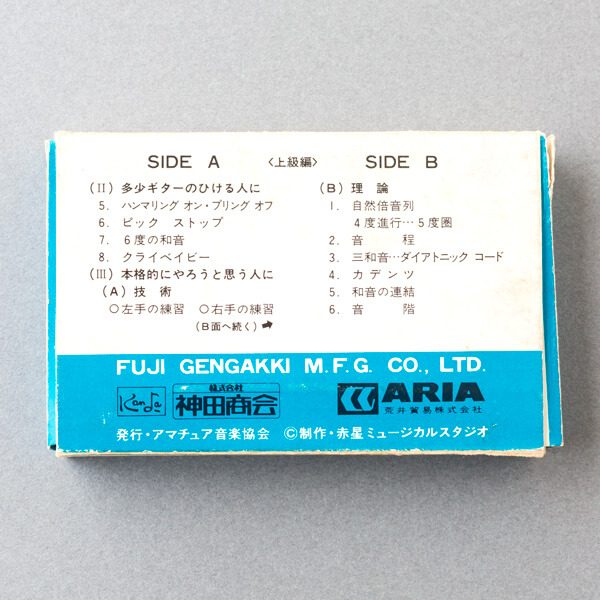 SIDE A 〈上級編〉 SIDE B
(II) 多少ギターのひける人に
5. ハンマリング オン・プリング オフ
6. ピック ストップ
7. 6度の和音
8. クライベイビー
(III) 本格的にやろうと思う人に
(A) 技術
○左手の練習 ○右手の練習
(B面へ続く)➡
(B) 理論
1. 自然倍音列
4度進行…5度圏
2. 音程
3. 三和音…ダイアトニック コード
4. カデンツ
5. 和音の連結
6. 音階
FUJI GENGAKKI M.F.G. CO., LTD.
Kanda
株式会社
神田商会
ARIA
荒井貿易株式会社
発行・アマチュア音楽協会 ©制作・赤星ミュージカルスタジオ